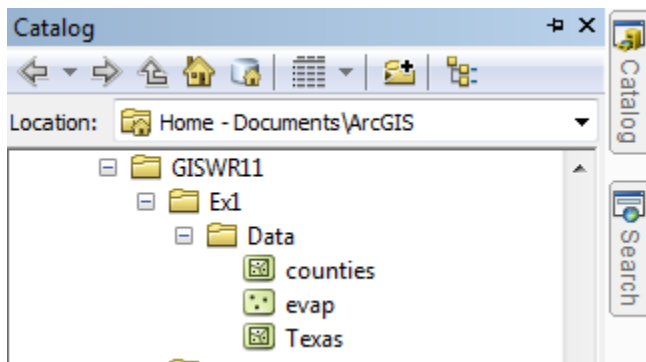 Catalog
Location: Home - Documents\ArcGIS
GISWR11
Ex1
Data
counties
evap
Texas
Catalog
Search